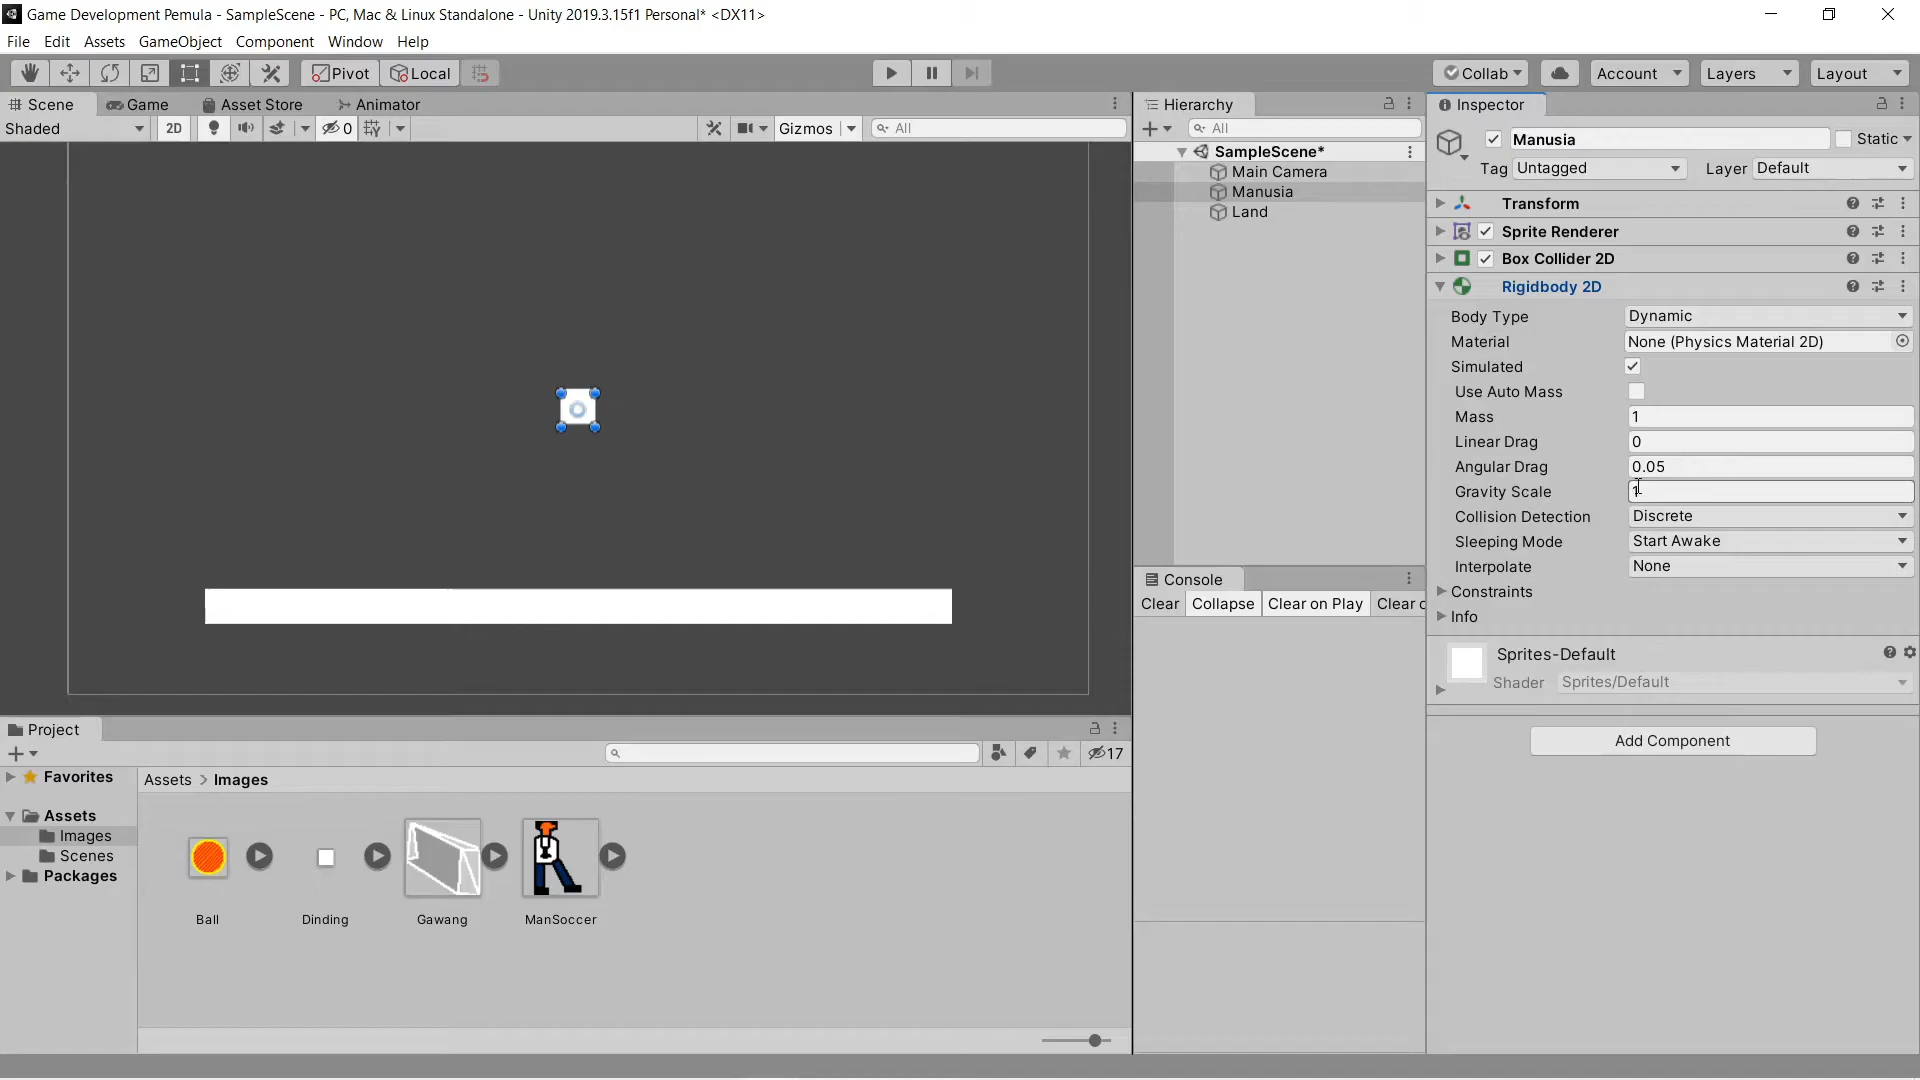 Game Development Pemula - SampleScene - PC, Mac & Linux Standalone - Unity 2019.3.15f1 Personal* <DX11>
File Edit Assets GameObject Component Window Help
Pivot Local Collab Account Layers Layout
Scene Game Asset Store Animator
Shaded 2D 0 Gizmos All
Hierarchy
All
SampleScene*
Main Camera
Manusia
Land
Console
Clear Collapse Clear on Play Clear
Inspector
Manusia Static
Tag Untagged Layer Default
Transform
Sprite Renderer
Box Collider 2D
Rigidbody 2D
Body Type Dynamic
Material None (Physics Material 2D)
Simulated
Use Auto Mass
Mass 1
Linear Drag 0
Angular Drag 0.05
Gravity Scale 1
Collision Detection Discrete
Sleeping Mode Start Awake
Interpolate None
Constraints
Info
Sprites-Default
Shader Sprites/Default
Add Component
Project
17
Favorites
Assets
Images
Scenes
Packages
Assets > Images
Ball Dinding Gawang ManSoccer